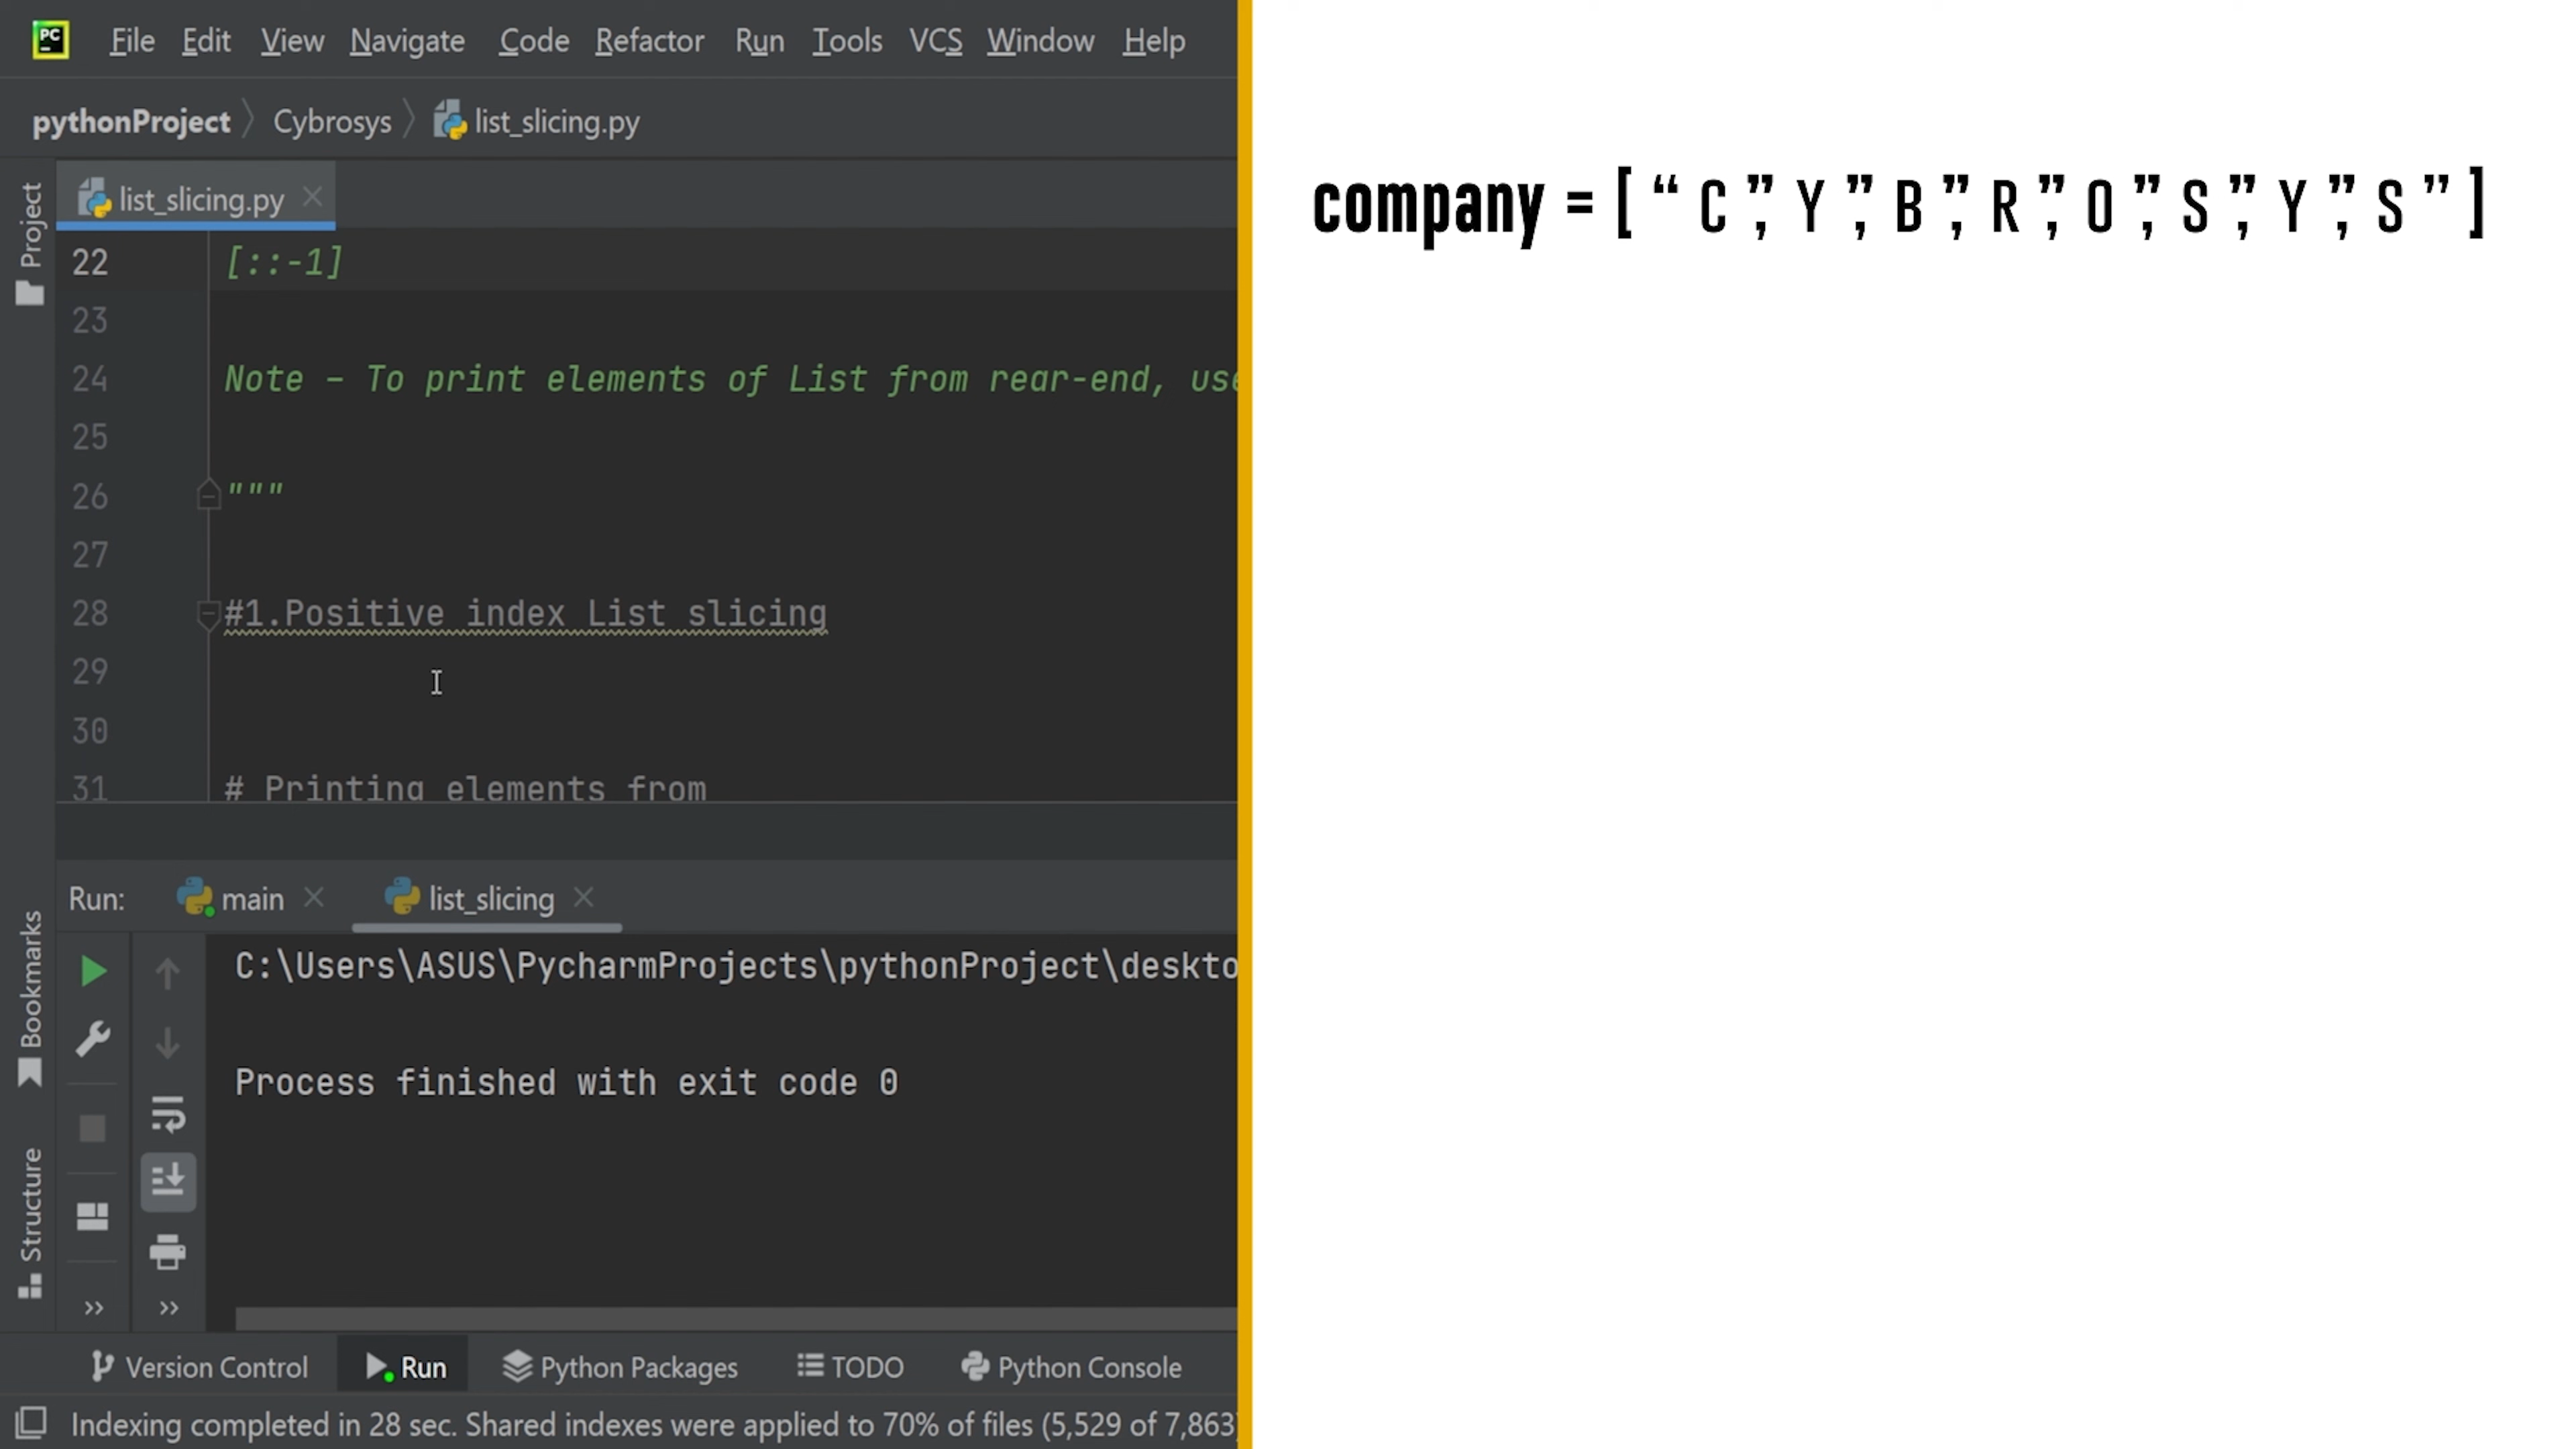 PC File Edit View Navigate Code Refactor Run Tools VCS Window Help
pythonProject Cybrosys list_slicing.py
Project
list_slicing.py
22 [::-1]
23
24 Note – To print elements of List from rear-end, use
25
26 """
27
28 #1.Positive index List slicing
29
30
31 # Printing elements from
Run: main list_slicing
C:\Users\ASUS\PycharmProjects\pythonProject\deskto
Process finished with exit code 0
Bookmarks
Structure
Version Control Run Python Packages TODO Python Console
Indexing completed in 28 sec. Shared indexes were applied to 70% of files (5,529 of 7,863)
company = [ “ C ”, Y ”, B ”, R ”, O ”, S ”, Y ”, S ” ]